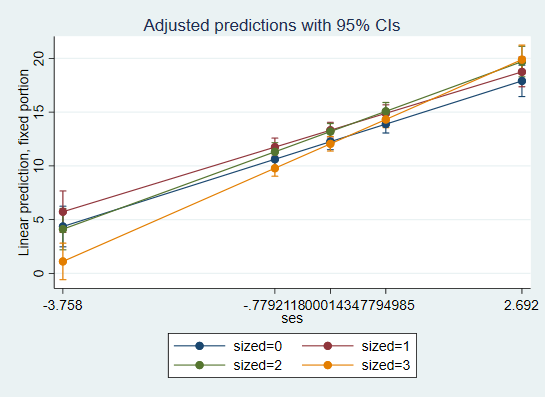 Adjusted predictions with 95% CIs
Linear prediction, fixed portion
20
15
10
5
0
-3.758 -.779211800014347794985 2.692
ses
sized=0 sized=1
sized=2 sized=3